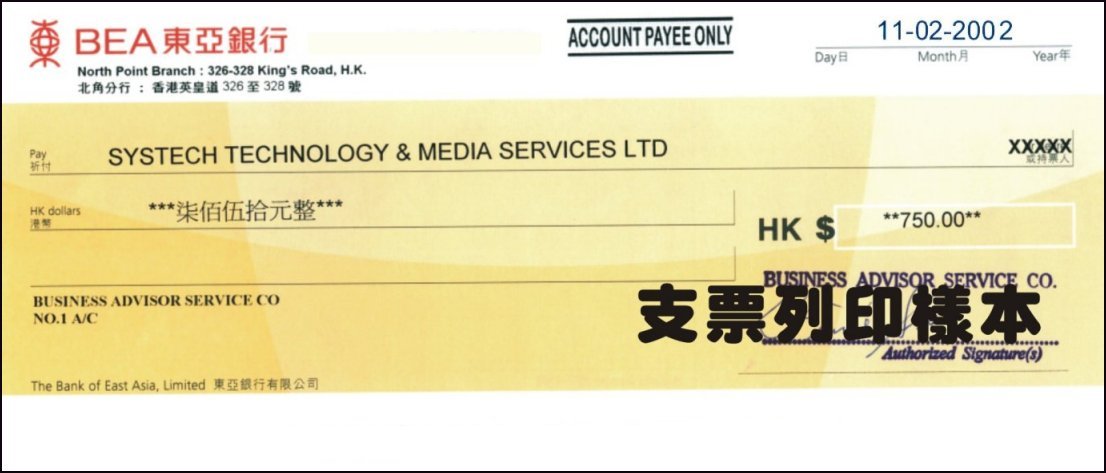 BEA 東亞銀行
North Point Branch : 326-328 King's Road, H.K.
北角分行 : 香港英皇道 326 至 328 號
ACCOUNT PAYEE ONLY
11-02-2002
Day日 Month月 Year年
Pay
祈付
SYSTECH TECHNOLOGY & MEDIA SERVICES LTD
XXXXX
或持票人
HK dollars
港幣
***柒佰伍拾元整***
HK $ **750.00**
BUSINESS ADVISOR SERVICE CO.
BUSINESS ADVISOR SERVICE CO
NO.1 A/C
支票列印樣本
Authorized Signature(s)
The Bank of East Asia, Limited 東亞銀行有限公司